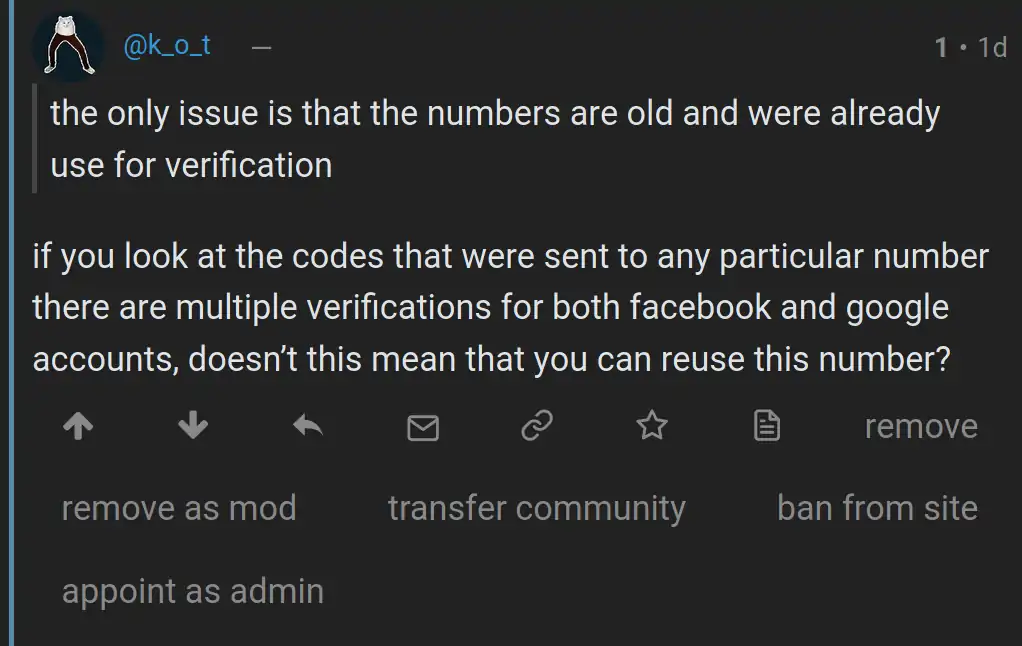 @k_o_t — 1 • 1d
the only issue is that the numbers are old and were already
use for verification
if you look at the codes that were sent to any particular number
there are multiple verifications for both facebook and google
accounts, doesn’t this mean that you can reuse this number?
remove
remove as mod transfer community ban from site
appoint as admin